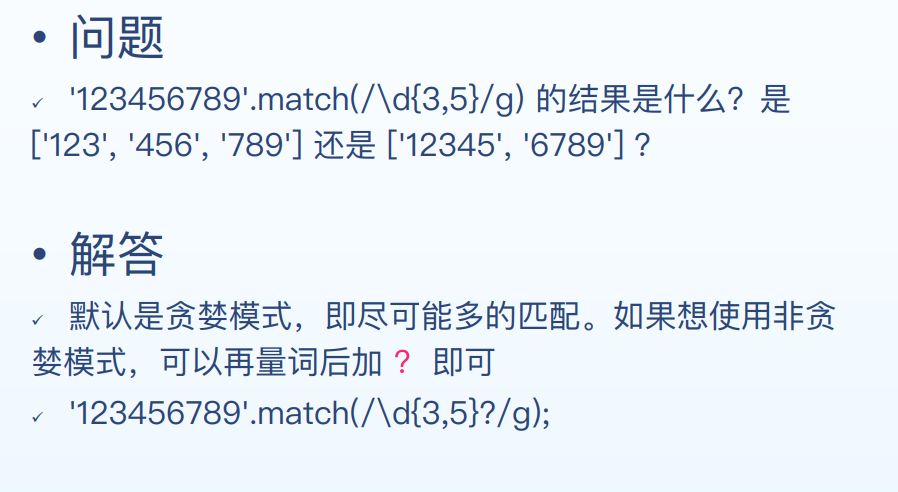 • 问题
✓ '123456789'.match(/\d{3,5}/g) 的结果是什么？是
['123', '456', '789'] 还是 ['12345', '6789'] ？
• 解答
✓ 默认是贪婪模式，即尽可能多的匹配。如果想使用非贪
婪模式，可以再量词后加 ？ 即可
✓ '123456789'.match(/\d{3,5}?/g);